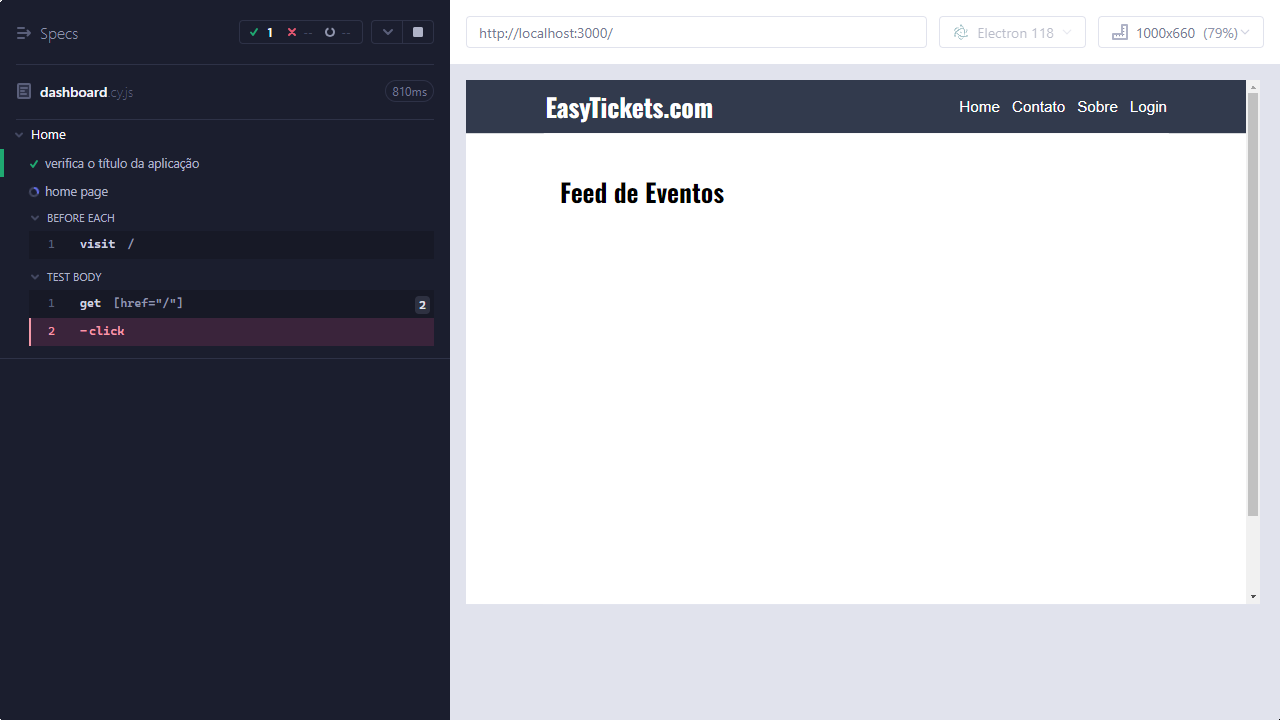 Specs 1 -- --
dashboard.cy.js 810ms
Home
verifica o título da aplicação
home page
BEFORE EACH
1 visit /
TEST BODY
1 get [href="/"] 2
2 -click
http://localhost:3000/ Electron 118 1000x660 (79%)
EasyTickets.com Home Contato Sobre Login
Feed de Eventos